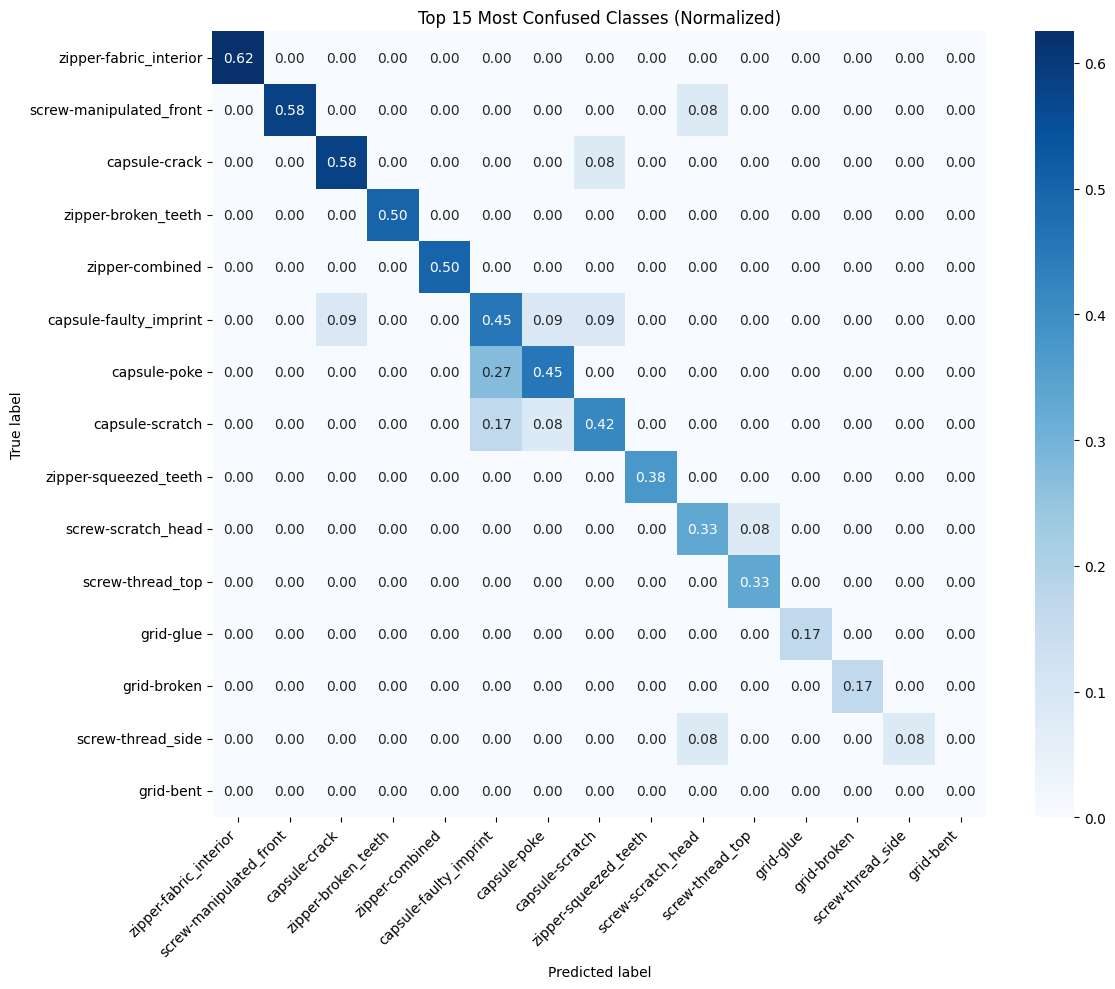 Top 15 Most Confused Classes (Normalized)
zipper-fabric_interior 0.62 0.00 0.00 0.00 0.00 0.00 0.00 0.00 0.00 0.00 0.00 0.00 0.00 0.00 0.00
screw-manipulated_front 0.00 0.58 0.00 0.00 0.00 0.00 0.00 0.00 0.00 0.08 0.00 0.00 0.00 0.00 0.00
capsule-crack 0.00 0.00 0.58 0.00 0.00 0.00 0.00 0.08 0.00 0.00 0.00 0.00 0.00 0.00 0.00
zipper-broken_teeth 0.00 0.00 0.00 0.50 0.00 0.00 0.00 0.00 0.00 0.00 0.00 0.00 0.00 0.00 0.00
zipper-combined 0.00 0.00 0.00 0.00 0.50 0.00 0.00 0.00 0.00 0.00 0.00 0.00 0.00 0.00 0.00
capsule-faulty_imprint 0.00 0.00 0.09 0.00 0.00 0.45 0.09 0.09 0.00 0.00 0.00 0.00 0.00 0.00 0.00
capsule-poke 0.00 0.00 0.00 0.00 0.00 0.27 0.45 0.00 0.00 0.00 0.00 0.00 0.00 0.00 0.00
capsule-scratch 0.00 0.00 0.00 0.00 0.00 0.17 0.08 0.42 0.00 0.00 0.00 0.00 0.00 0.00 0.00
zipper-squeezed_teeth 0.00 0.00 0.00 0.00 0.00 0.00 0.00 0.00 0.38 0.00 0.00 0.00 0.00 0.00 0.00
screw-scratch_head 0.00 0.00 0.00 0.00 0.00 0.00 0.00 0.00 0.00 0.33 0.08 0.00 0.00 0.00 0.00
screw-thread_top 0.00 0.00 0.00 0.00 0.00 0.00 0.00 0.00 0.00 0.00 0.33 0.00 0.00 0.00 0.00
grid-glue 0.00 0.00 0.00 0.00 0.00 0.00 0.00 0.00 0.00 0.00 0.00 0.17 0.00 0.00 0.00
grid-broken 0.00 0.00 0.00 0.00 0.00 0.00 0.00 0.00 0.00 0.00 0.00 0.00 0.17 0.00 0.00
screw-thread_side 0.00 0.00 0.00 0.00 0.00 0.00 0.00 0.00 0.00 0.08 0.00 0.00 0.00 0.08 0.00
grid-bent 0.00 0.00 0.00 0.00 0.00 0.00 0.00 0.00 0.00 0.00 0.00 0.00 0.00 0.00 0.00
True label
zipper-fabric_interior
screw-manipulated_front
capsule-crack
zipper-broken_teeth
zipper-combined
capsule-faulty_imprint
capsule-poke
capsule-scratch
zipper-squeezed_teeth
screw-scratch_head
screw-thread_top
grid-glue
grid-broken
screw-thread_side
grid-bent
Predicted label
0.6
0.5
0.4
0.3
0.2
0.1
0.0